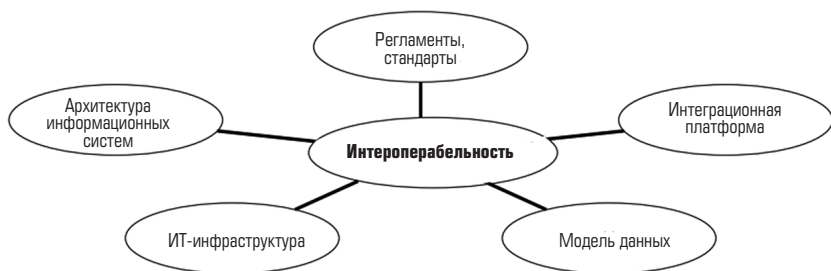 Регламенты,
стандарты
Архитектура
информационных
систем
Интеграционная
платформа
Интероперабельность
ИТ-инфраструктура
Модель данных